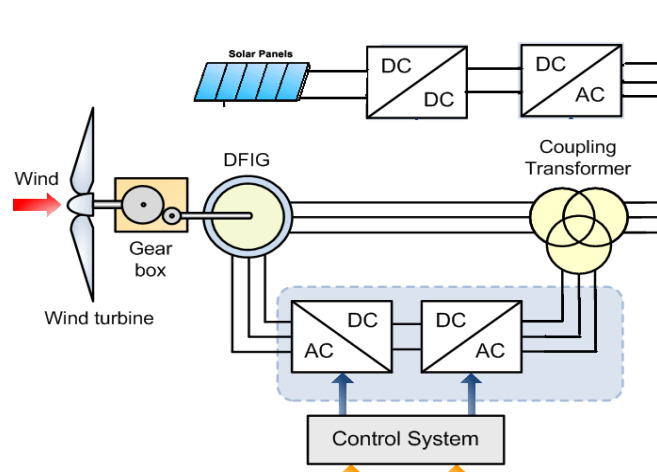 Solar Panels
DC
DC
DC
AC
Coupling
Transformer
DFIG
Wind
Gear
box
Wind turbine
DC
AC
DC
AC
Control System